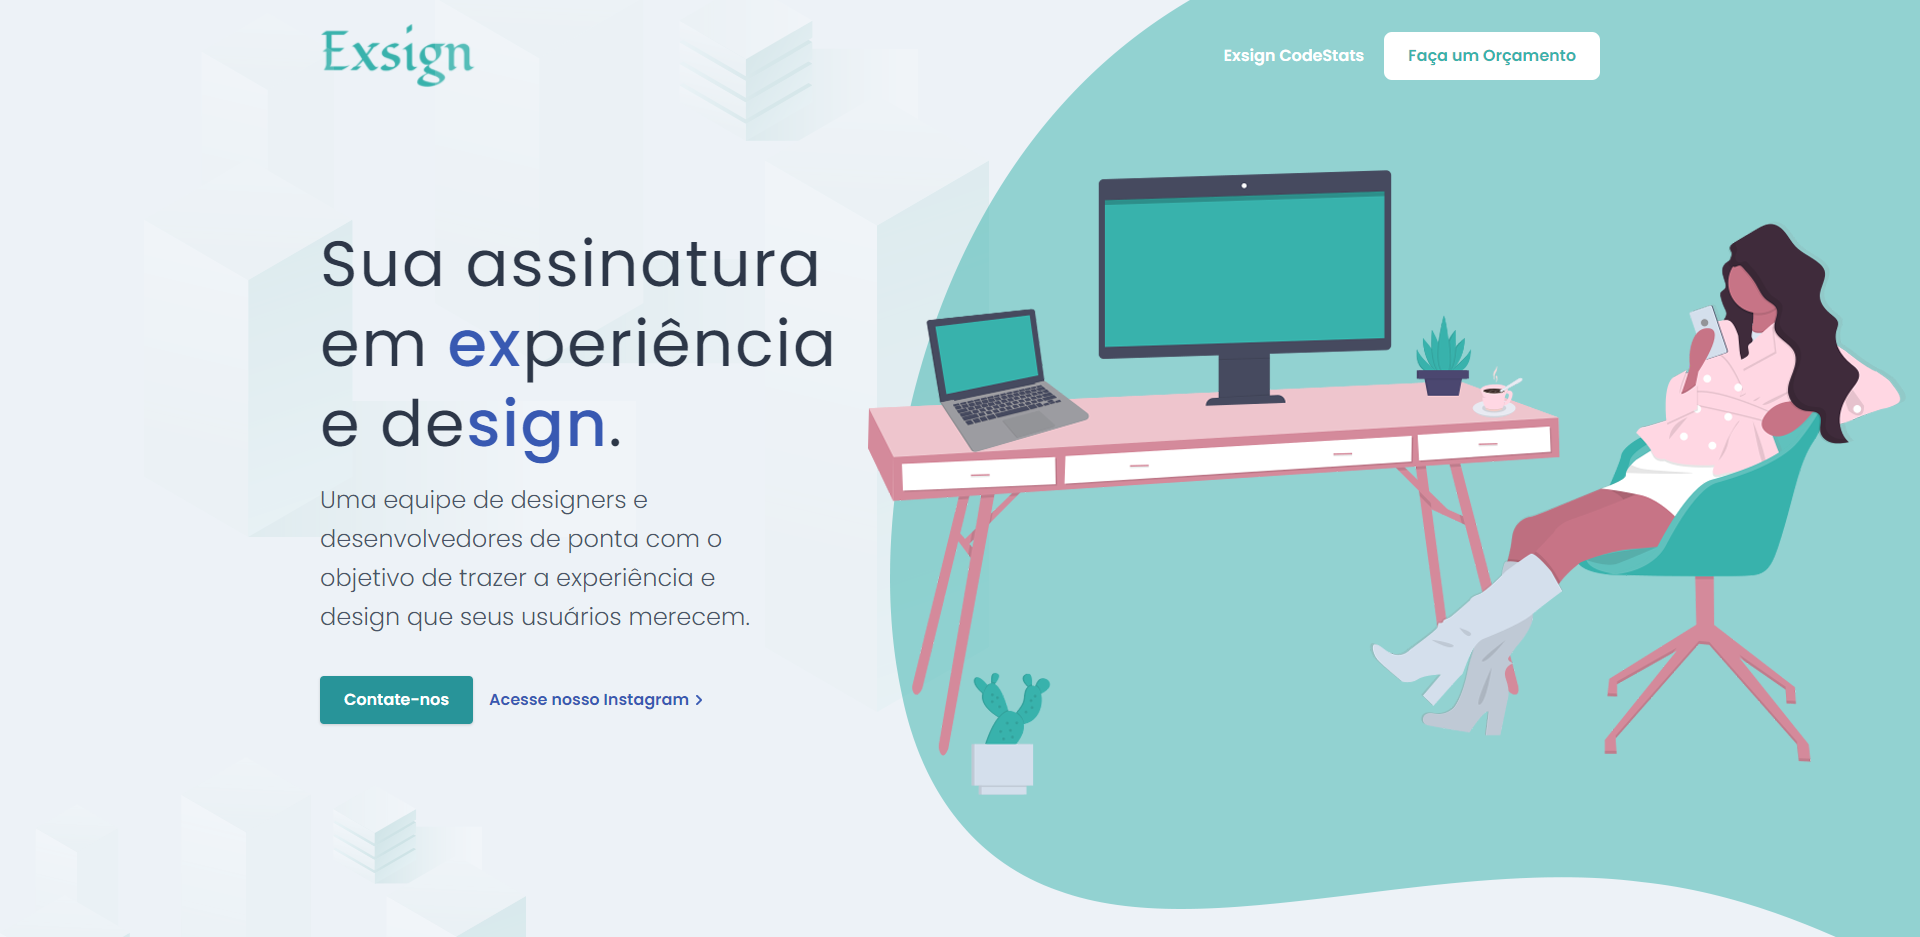 Exsign
Exsign CodeStats
Faça um Orçamento
Sua assinatura
em experiência
e design.
Uma equipe de designers e
desenvolvedores de ponta com o
objetivo de trazer a experiência e
design que seus usuários merecem.
Contate-nos
Acesse nosso Instagram >